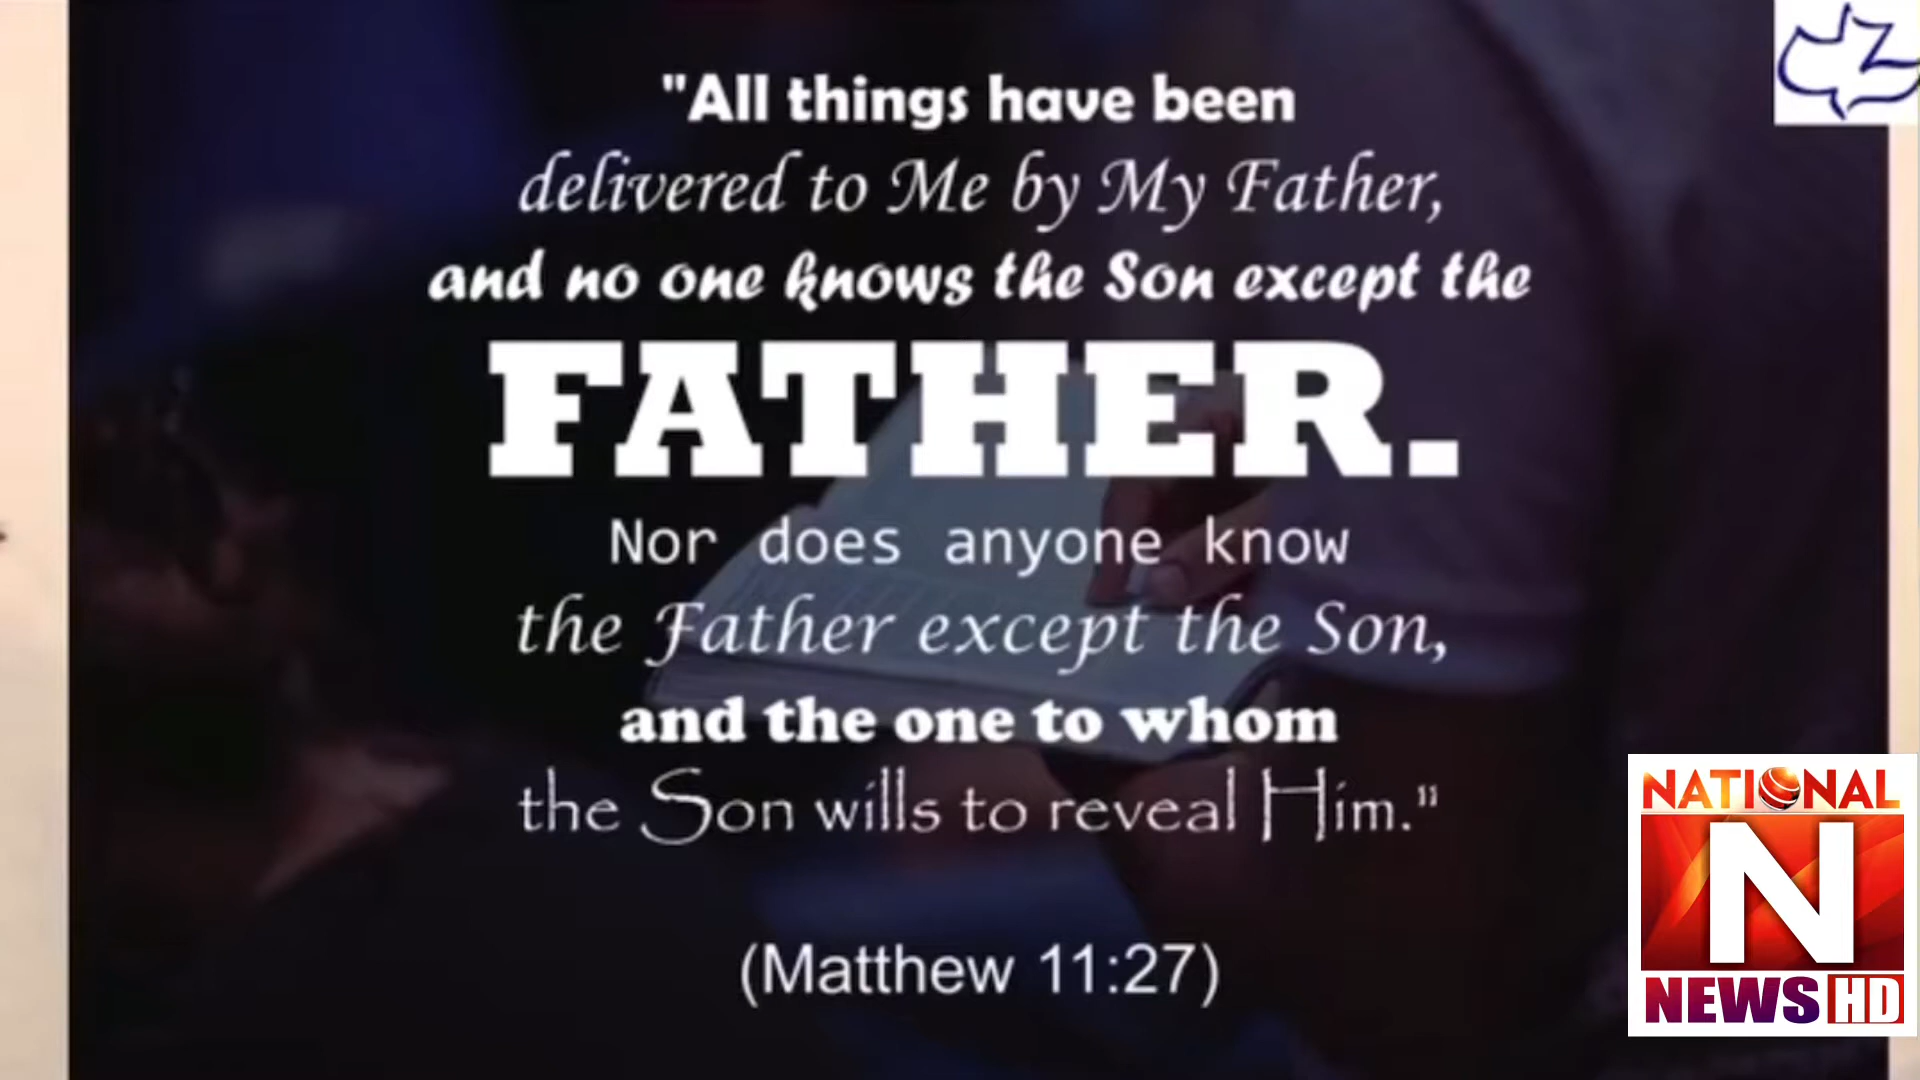 "All things have been
delivered to Me by My Father,
and no one knows the Son except the
FATHER.
Nor does anyone know
the Father except the Son,
and the one to whom
the Son wills to reveal Him."
(Matthew 11:27)
NATIONAL
N
NEWS HD